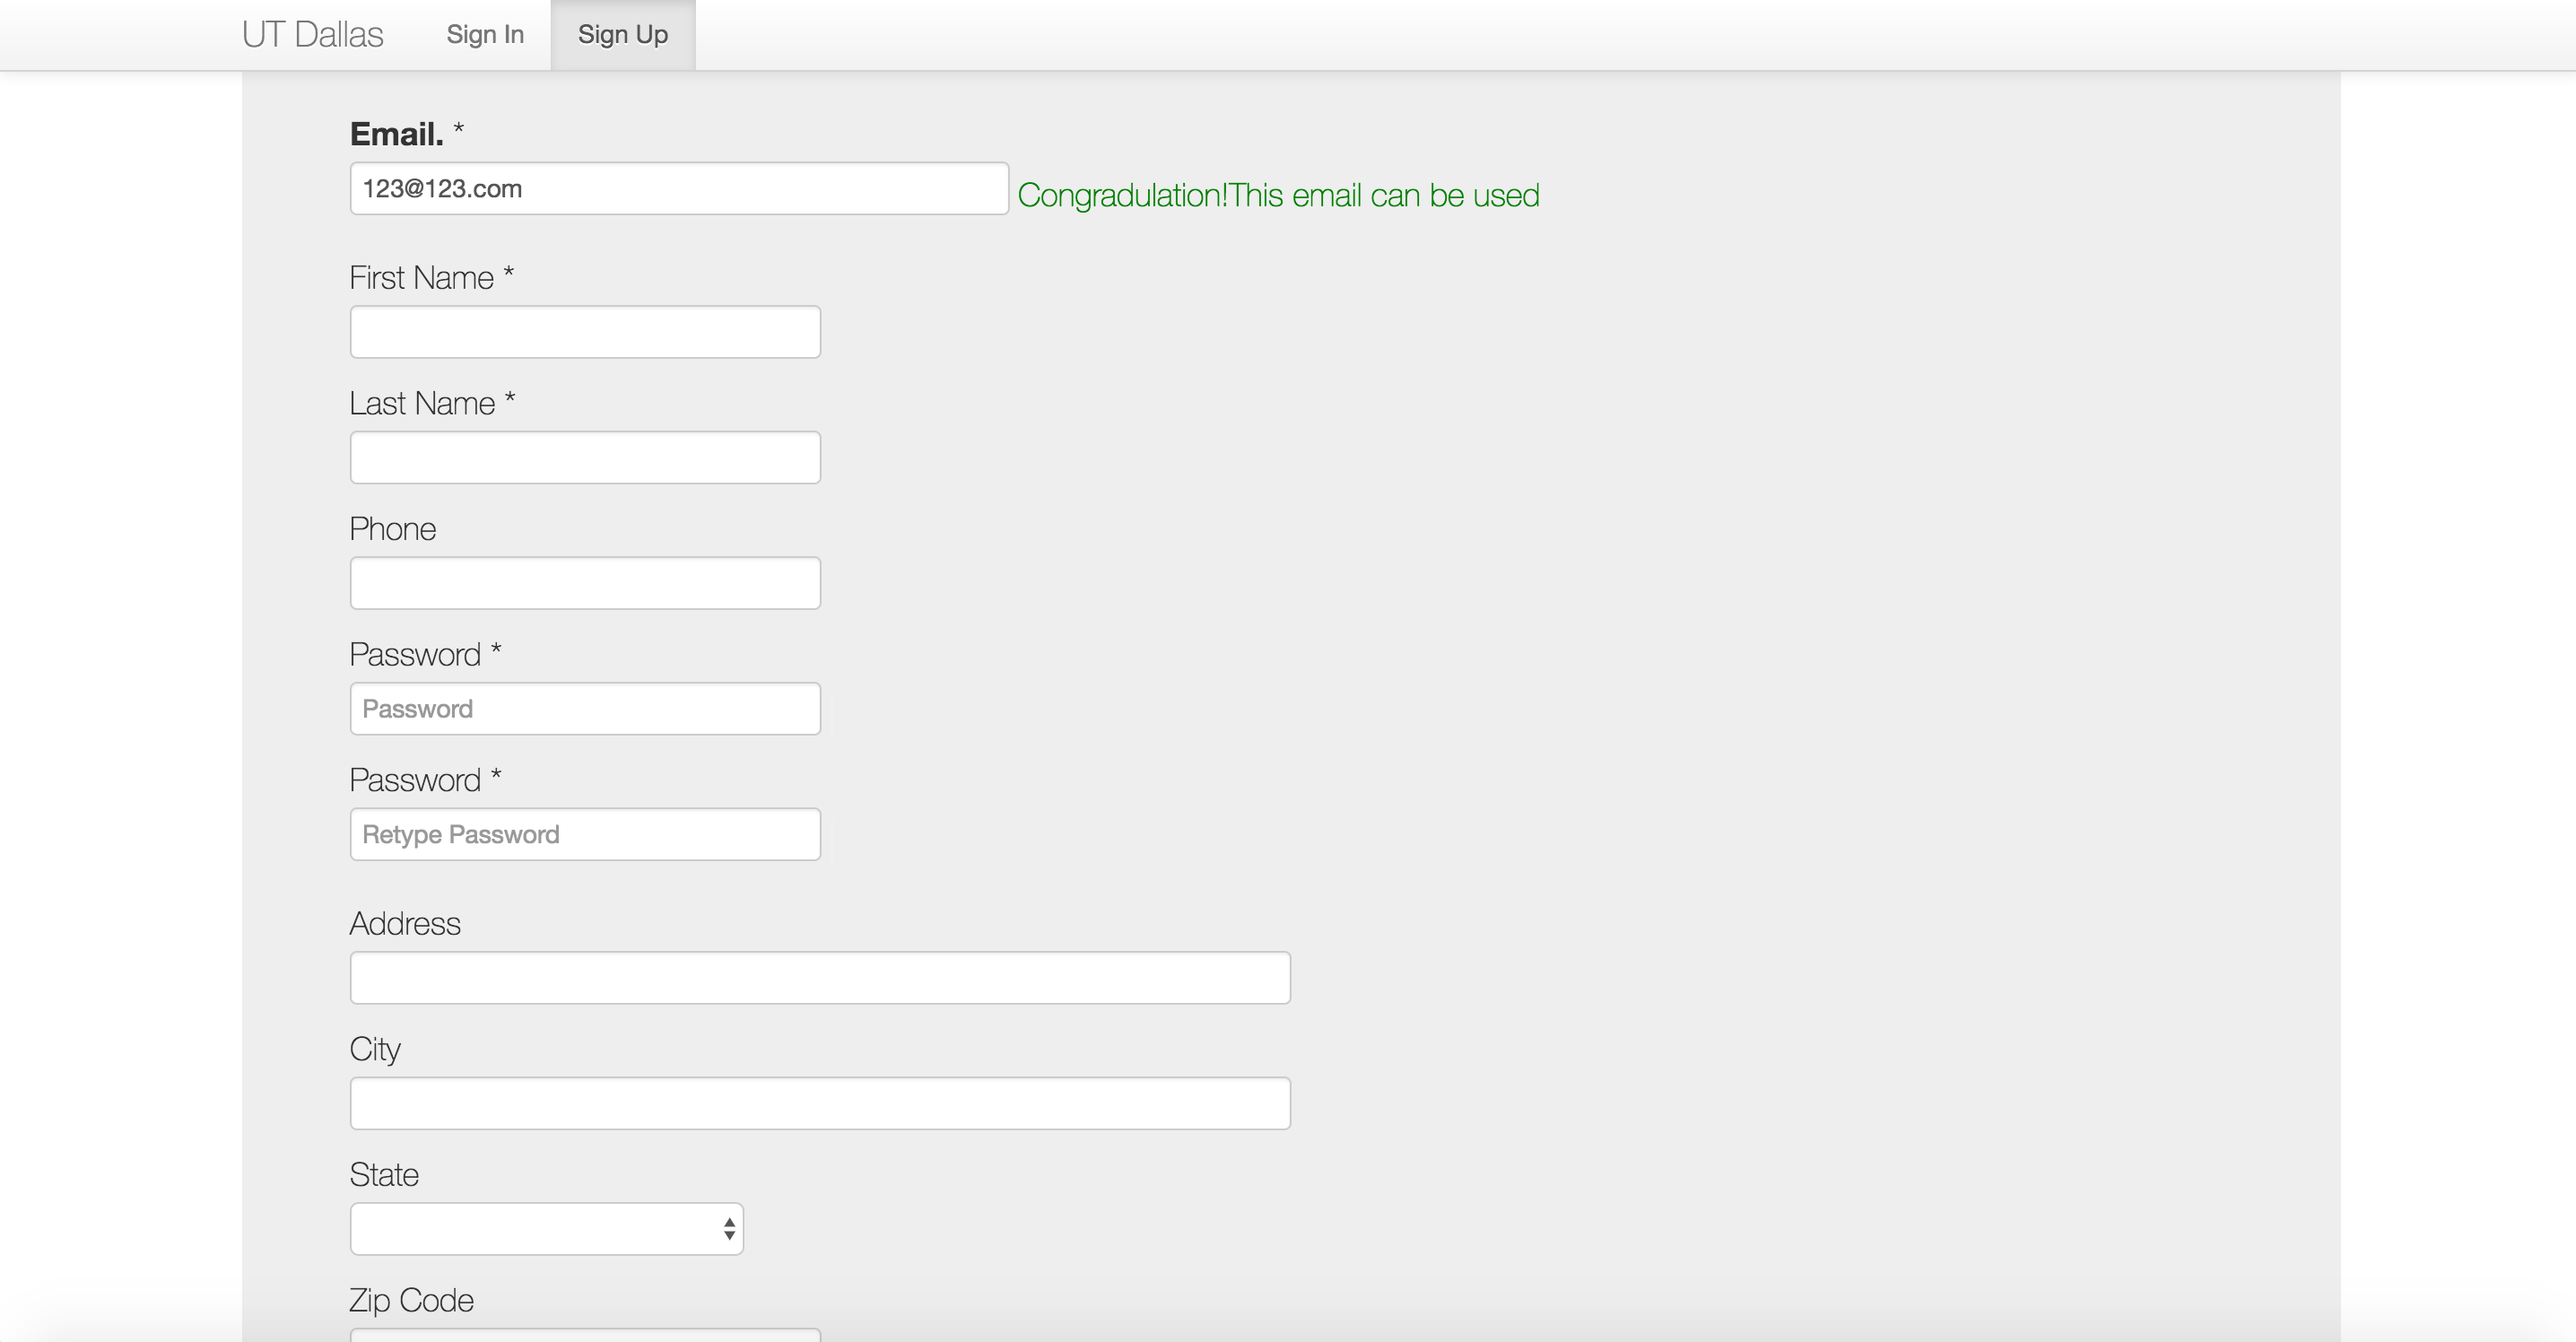 UT Dallas Sign In Sign Up
Email. *
123@123.com Congradulation!This email can be used
First Name *
Last Name *
Phone
Password *
Password
Password *
Retype Password
Address
City
State
Zip Code